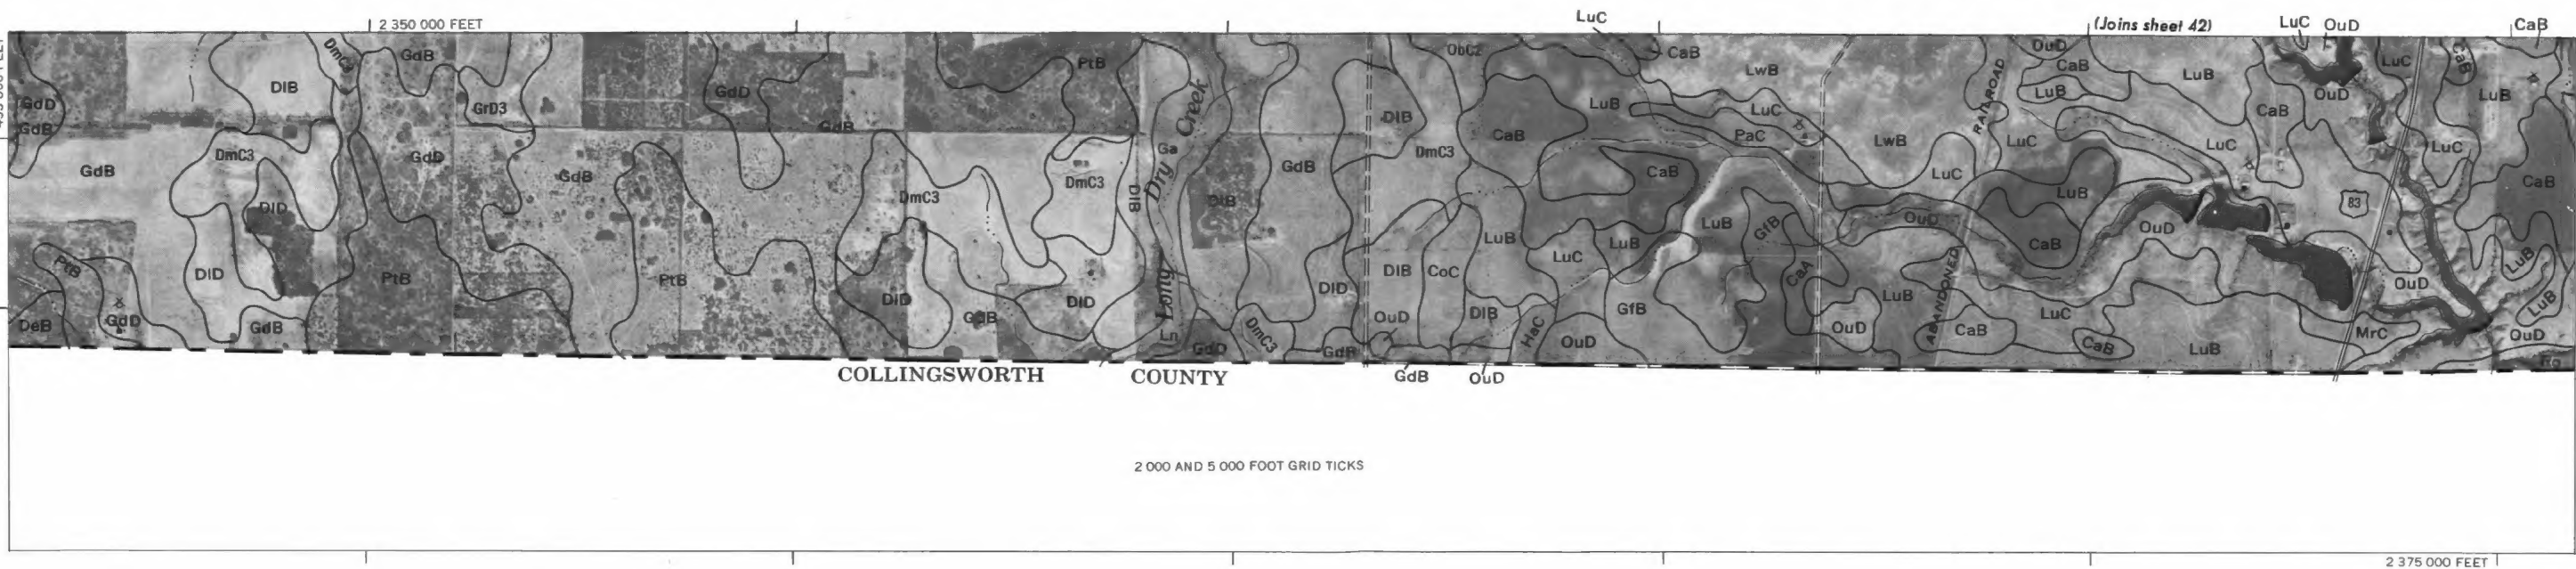 2 350 000 FEET
LuC
(Joins sheet 42)
LuC OuD
CaB
DmC3
GdB
DlB
GrD3
GdD
PtB
ObC2
CaB
LwB
OuD
CaB
LuB
LuC
CaB
LuB
GdD
GdB
GdD
GdB
DlB
LuB
LuC
PaC
RAILROAD
LuB
CaB
OuD
LuB
DmC3
GdB
GdD
GdB
DmC3
DmC3
DlB
Ga
Long Dry Creek
DlB
GdB
DmC3
CaB
CaB
LwB
LuC
LuC
LuB
LuC
LuC
83
CaB
DlD
DlD
PtB
PtB
DlD
GdB
DlD
DlD
DlB
CoC
LuB
LuC
LuB
LuB
GfB
CaA
OuD
CaB
OuD
OuD
LuB
PtB
DeB
GdD
GdB
Ln
GdD
DmC3
GdB
OuD
DlB
HaC
OuD
GfB
OuD
LuB
ABANDONED
CaB
LuC
CaB
LuB
MrC
LuB
OuD
COLLINGSWORTH COUNTY
GdB
OuD
2 000 AND 5 000 FOOT GRID TICKS
2 375 000 FEET